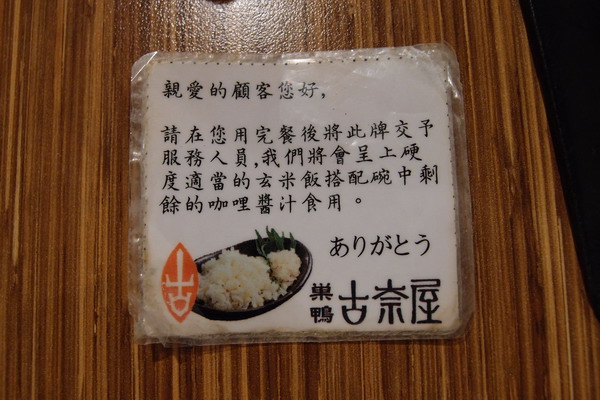 親愛的顧客您好,
請在您用完餐後將此牌交予
服務人員,我們將會呈上硬
度適當的玄米飯搭配碗中剩
餘的咖哩醬汁食用。
ありがとう
巣鴨 古奈屋